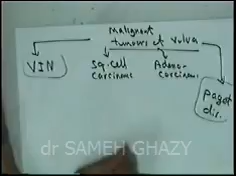 Malignant
tumours of vulva
VIN
Sq. cell
carcinoma
Adeno-
carcinoma
Paget
dis.
dr SAMEH GHAZY